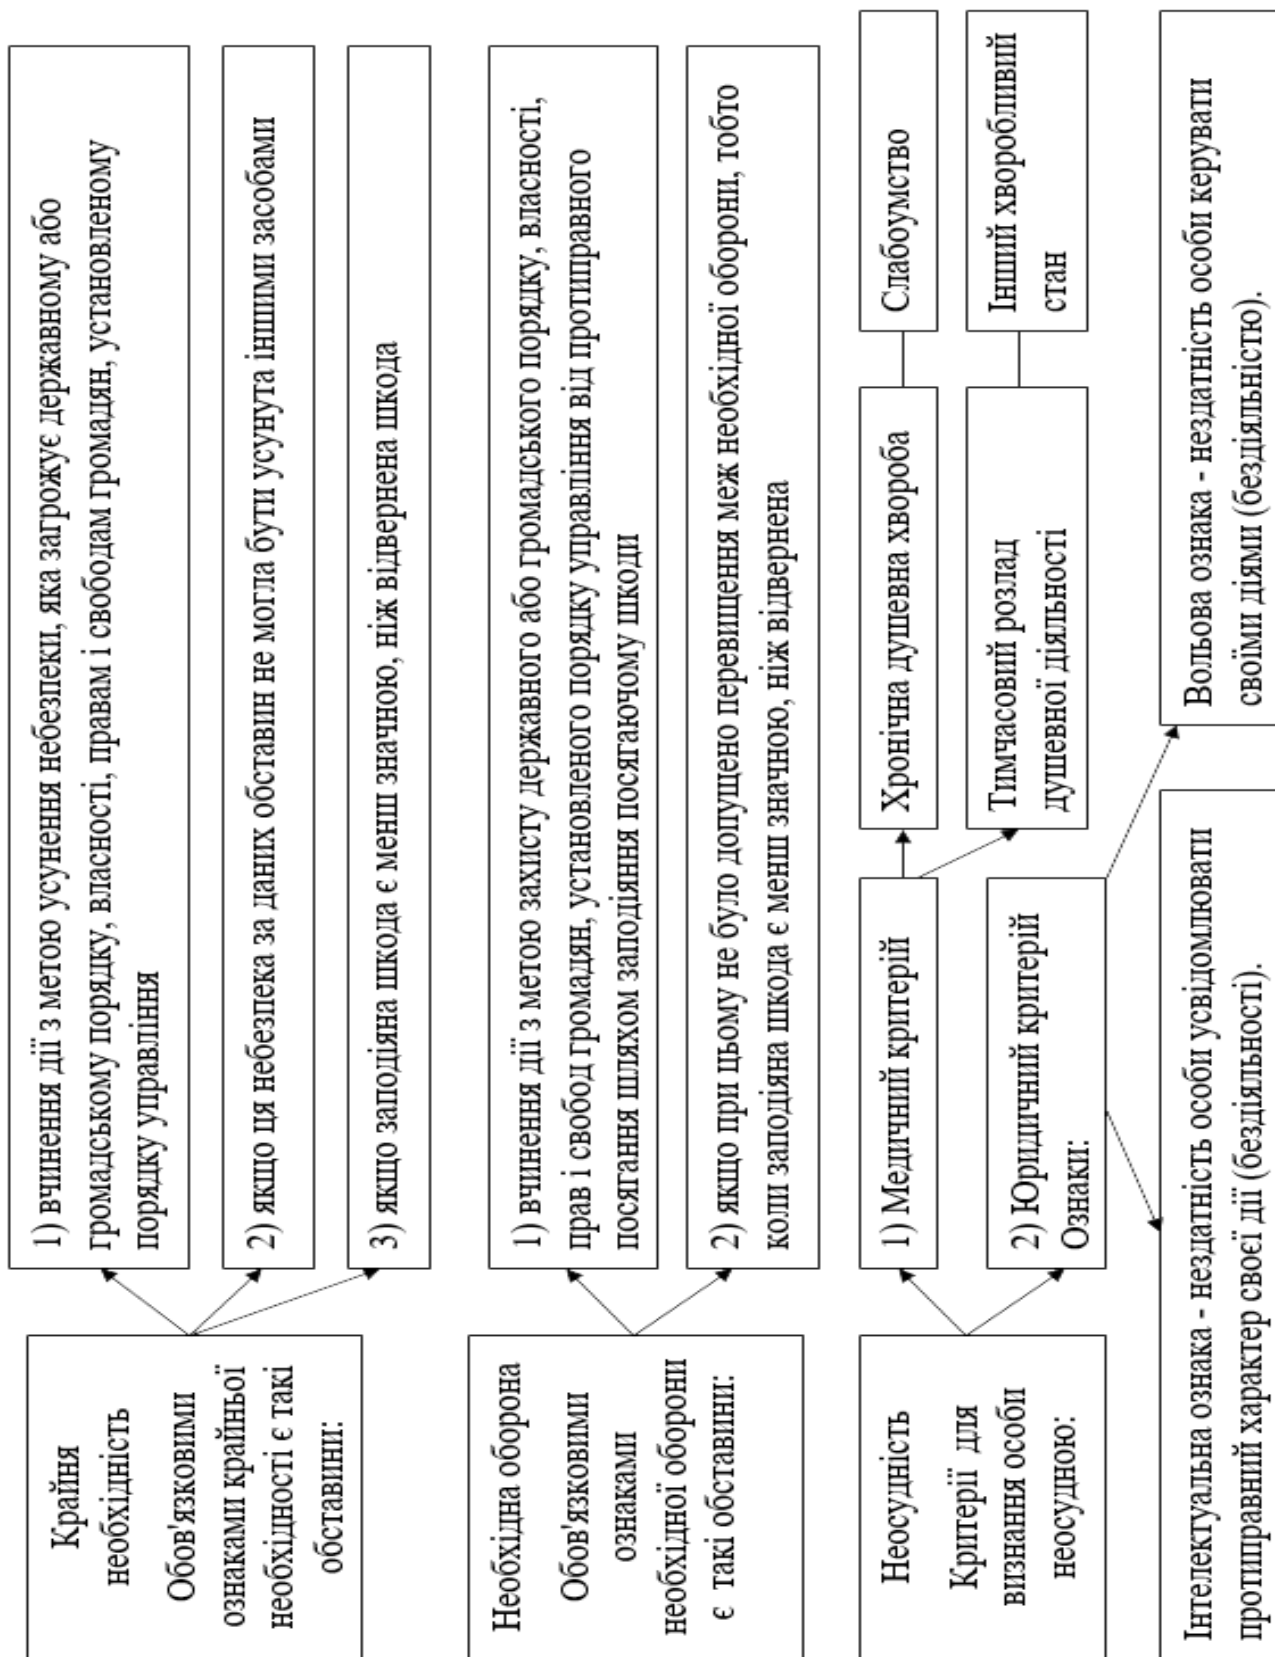 Крайня
необхідність
Обов'язковими
ознаками крайньої
необхідності є такі
обставини:
1) вчинення дії з метою усунення небезпеки, яка загрожує державному або
громадському порядку, власності, правам і свободам громадян, установленому
порядку управління
2) якщо ця небезпека за даних обставин не могла бути усунута іншими засобами
3) якщо заподіяна шкода є менш значною, ніж відвернена шкода
Необхідна оборона
Обов'язковими
ознаками
необхідної оборони
є такі обставини:
1) вчинення дії з метою захисту державного або громадського порядку, власності,
прав і свобод громадян, установленого порядку управління від протиправного
посягання шляхом заподіяння посягаючому шкоди
2) якщо при цьому не було допущено перевищення меж необхідної оборони, тобто
коли заподіяна шкода є менш значною, ніж відвернена
Неосудність
Критерії для
визнання особи
неосудною:
1) Медичний критерій
Хронічна душевна хвороба
Слабоумство
Тимчасовий розлад
душевної діяльності
Інший хворобливий
стан
2) Юридичний критерій
Ознаки:
Інтелектуальна ознака - нездатність особи усвідомлювати
протиправний характер своєї дії (бездіяльності).
Вольова ознака - нездатність особи керувати
своїми діями (бездіяльністю).